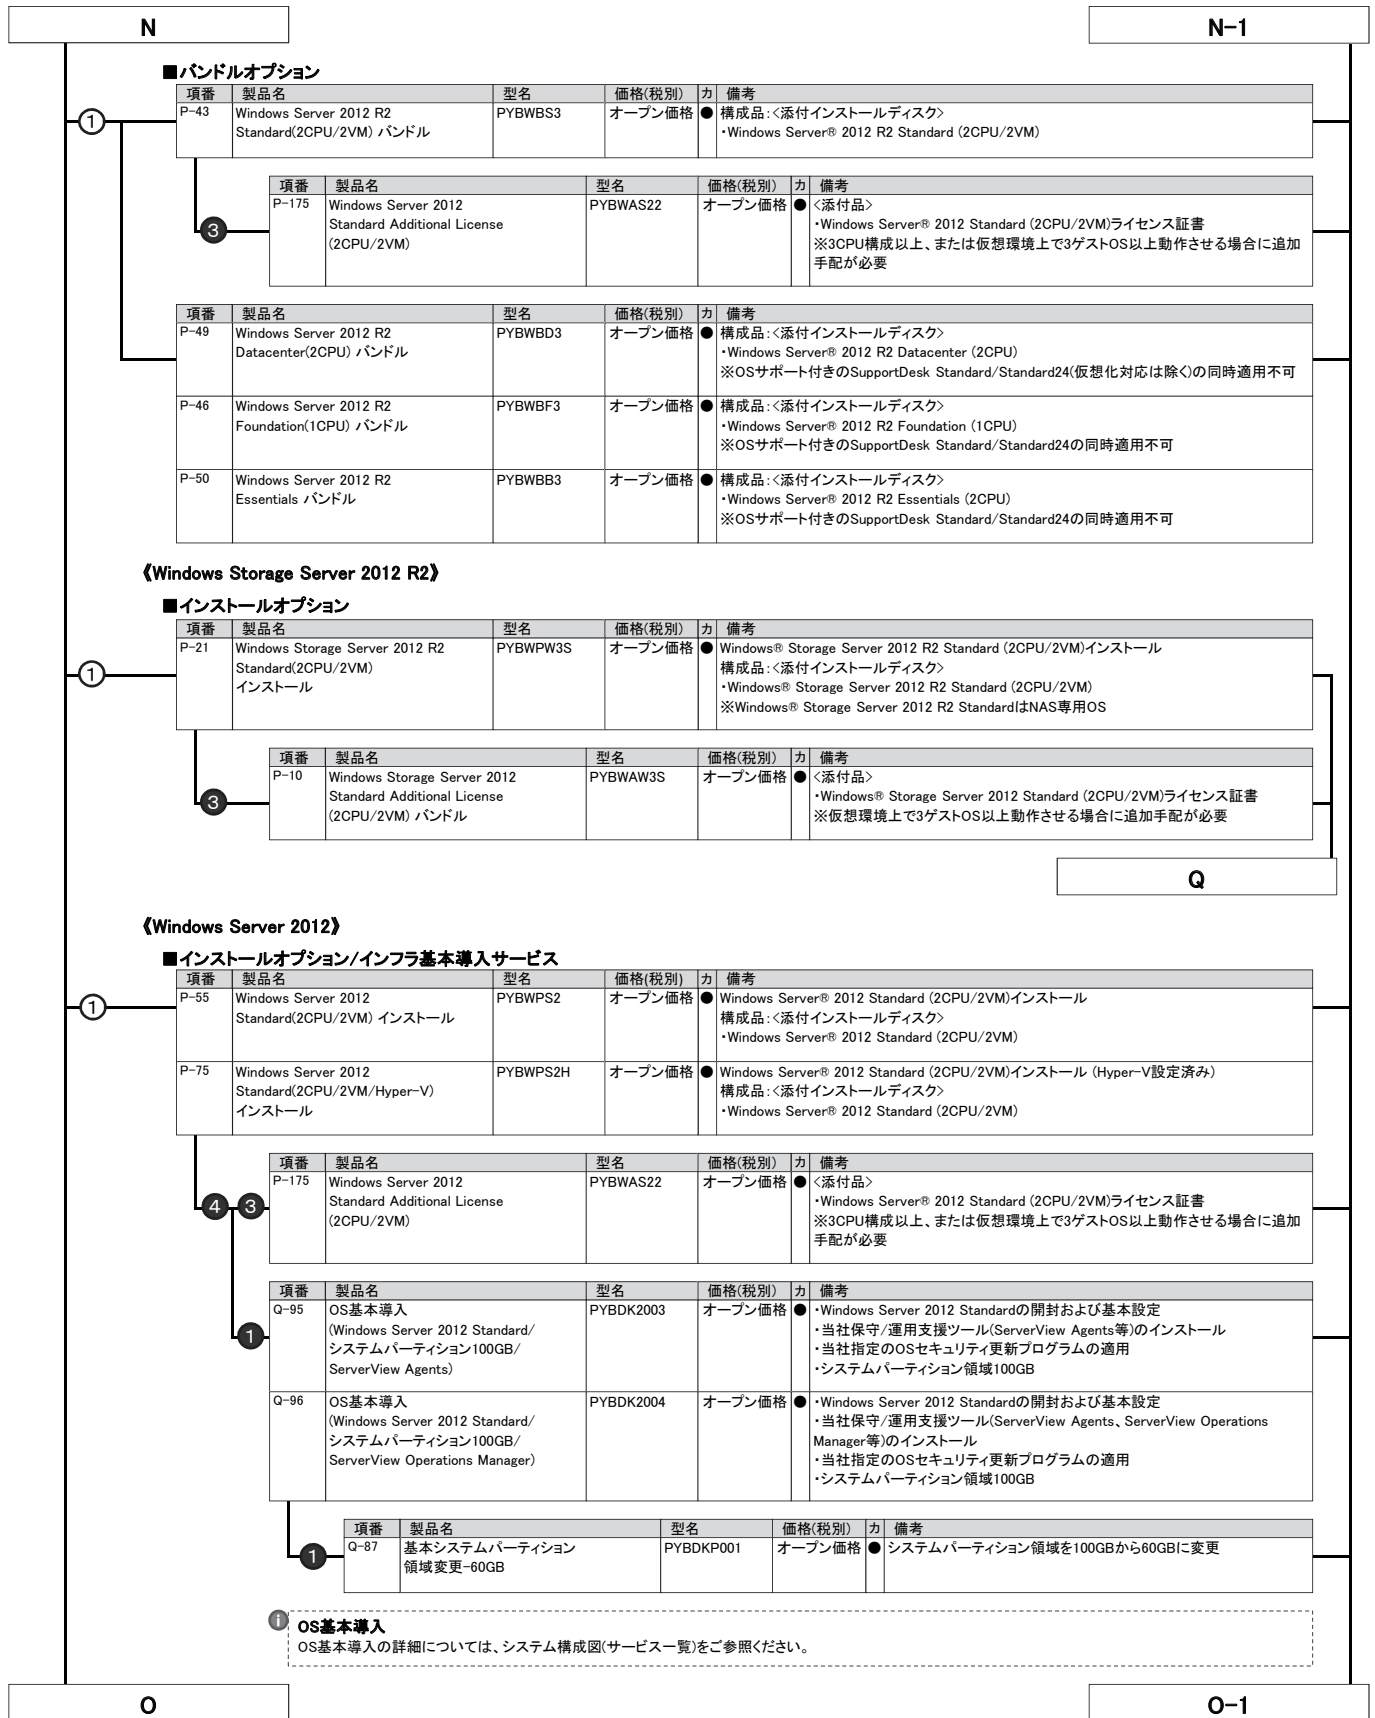 N
N-1
■バンドルオプション
項番 製品名 型名 価格(税別) カ 備考
P-43 Windows Server 2012 R2 PYBWBS3 オープン価格 ● 構成品:<添付インストールディスク>
Standard(2CPU/2VM) バンドル ・Windows Server® 2012 R2 Standard (2CPU/2VM)
①
項番 製品名 型名 価格(税別) カ 備考
P-175 Windows Server 2012 PYBWAS22 オープン価格 ● <添付品>
Standard Additional License ・Windows Server® 2012 Standard (2CPU/2VM)ライセンス証書
(2CPU/2VM) ※3CPU構成以上、または仮想環境上で3ゲストOS以上動作させる場合に追加
手配が必要
3
項番 製品名 型名 価格(税別) カ 備考
P-49 Windows Server 2012 R2 PYBWBD3 オープン価格 ● 構成品:<添付インストールディスク>
Datacenter(2CPU) バンドル ・Windows Server® 2012 R2 Datacenter (2CPU)
※OSサポート付きのSupportDesk Standard/Standard24(仮想化対応は除く)の同時適用不可
P-46 Windows Server 2012 R2 PYBWBF3 オープン価格 ● 構成品:<添付インストールディスク>
Foundation(1CPU) バンドル ・Windows Server® 2012 R2 Foundation (1CPU)
※OSサポート付きのSupportDesk Standard/Standard24の同時適用不可
P-50 Windows Server 2012 R2 PYBWBB3 オープン価格 ● 構成品:<添付インストールディスク>
Essentials バンドル ・Windows Server® 2012 R2 Essentials (2CPU)
※OSサポート付きのSupportDesk Standard/Standard24の同時適用不可
《Windows Storage Server 2012 R2》
■インストールオプション
項番 製品名 型名 価格(税別) カ 備考
P-21 Windows Storage Server 2012 R2 PYBWPW3S オープン価格 ● Windows® Storage Server 2012 R2 Standard (2CPU/2VM)インストール
Standard(2CPU/2VM) 構成品:<添付インストールディスク>
インストール ・Windows® Storage Server 2012 R2 Standard (2CPU/2VM)
※Windows® Storage Server 2012 R2 StandardはNAS専用OS
①
項番 製品名 型名 価格(税別) カ 備考
P-10 Windows Storage Server 2012 PYBWAW3S オープン価格 ● <添付品>
Standard Additional License ・Windows® Storage Server 2012 Standard (2CPU/2VM)ライセンス証書
(2CPU/2VM) バンドル ※仮想環境上で3ゲストOS以上動作させる場合に追加手配が必要
3
Q
《Windows Server 2012》
■インストールオプション/インフラ基本導入サービス
項番 製品名 型名 価格(税別) カ 備考
P-55 Windows Server 2012 PYBWPS2 オープン価格 ● Windows Server® 2012 Standard (2CPU/2VM)インストール
Standard(2CPU/2VM) インストール 構成品:<添付インストールディスク>
・Windows Server® 2012 Standard (2CPU/2VM)
①
P-75 Windows Server 2012 PYBWPS2H オープン価格 ● Windows Server® 2012 Standard (2CPU/2VM)インストール (Hyper-V設定済み)
Standard(2CPU/2VM/Hyper-V) 構成品:<添付インストールディスク>
インストール ・Windows Server® 2012 Standard (2CPU/2VM)
項番 製品名 型名 価格(税別) カ 備考
P-175 Windows Server 2012 PYBWAS22 オープン価格 ● <添付品>
Standard Additional License ・Windows Server® 2012 Standard (2CPU/2VM)ライセンス証書
(2CPU/2VM) ※3CPU構成以上、または仮想環境上で3ゲストOS以上動作させる場合に追加
手配が必要
4 3
項番 製品名 型名 価格(税別) カ 備考
Q-95 OS基本導入 PYBDK2003 オープン価格 ● ・Windows Server 2012 Standardの開封および基本設定
(Windows Server 2012 Standard/ ・当社保守/運用支援ツール(ServerView Agents等)のインストール
システムパーティション100GB/ ・当社指定のOSセキュリティ更新プログラムの適用
ServerView Agents) ・システムパーティション領域100GB
1
Q-96 OS基本導入 PYBDK2004 オープン価格 ● ・Windows Server 2012 Standardの開封および基本設定
(Windows Server 2012 Standard/ ・当社保守/運用支援ツール(ServerView Agents、ServerView Operations
システムパーティション100GB/ Manager等)のインストール
ServerView Operations Manager) ・当社指定のOSセキュリティ更新プログラムの適用
・システムパーティション領域100GB
項番 製品名 型名 価格(税別) カ 備考
Q-87 基本システムパーティション PYBDKP001 オープン価格 ● システムパーティション領域を100GBから60GBに変更
領域変更-60GB
1
i OS基本導入
OS基本導入の詳細については、システム構成図(サービス一覧)をご参照ください。
O
O-1